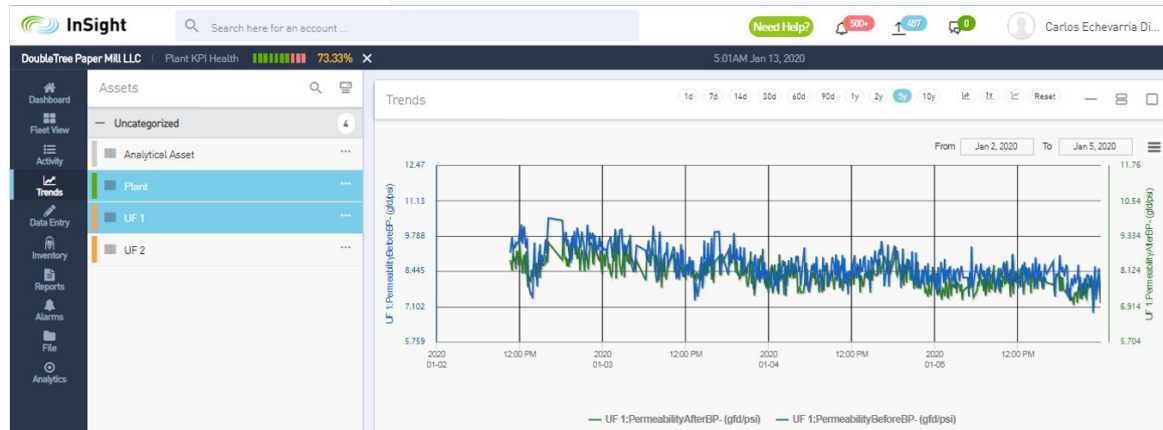 InSight
Search here for an account ...
Need Help?
500+
457
0
Carlos Echevarria Di...
DoubleTree Paper Mill LLC | Plant KPI Health 73.33% X
5:01AM Jan 13, 2020
Dashboard
Fleet View
Activity
Trends
Data Entry
Inventory
Reports
Alarms
File
Analytics
Assets
Uncategorized 4
Analytical Asset ...
Plant ...
UF 1 ...
UF 2 ...
Trends
1d 7d 14d 30d 60d 90d 1y 2y 5y 10y Reset
From Jan 2, 2020 To Jan 5, 2020
UF 1:PermeabilityBeforeBP- (gfd/psi)
12.47
11.13
9.788
8.445
7.102
5.759
11.76
10.54
9.334
8.124
6.914
5.704
UF 1:PermeabilityAfterBP- (gfd/psi)
2020 12:00 PM 2020 12:00 PM 2020 12:00 PM 2020 12:00 PM
01-02 01-03 01-04 01-05
UF 1:PermeabilityAfterBP- (gfd/psi) UF 1:PermeabilityBeforeBP- (gfd/psi)